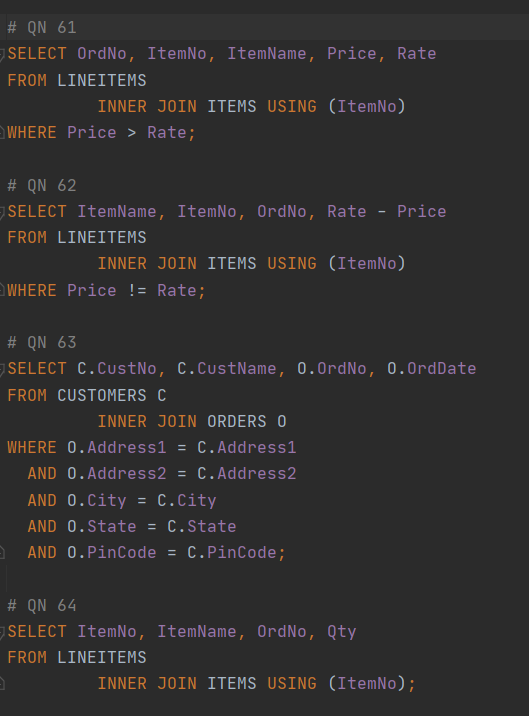 # QN 61
SELECT OrdNo, ItemNo, ItemName, Price, Rate
FROM LINEITEMS
INNER JOIN ITEMS USING (ItemNo)
WHERE Price > Rate;
# QN 62
SELECT ItemName, ItemNo, OrdNo, Rate - Price
FROM LINEITEMS
INNER JOIN ITEMS USING (ItemNo)
WHERE Price != Rate;
# QN 63
SELECT C.CustNo, C.CustName, O.OrdNo, O.OrdDate
FROM CUSTOMERS C
INNER JOIN ORDERS O
WHERE O.Address1 = C.Address1
AND O.Address2 = C.Address2
AND O.City = C.City
AND O.State = C.State
AND O.PinCode = C.PinCode;
# QN 64
SELECT ItemNo, ItemName, OrdNo, Qty
FROM LINEITEMS
INNER JOIN ITEMS USING (ItemNo);